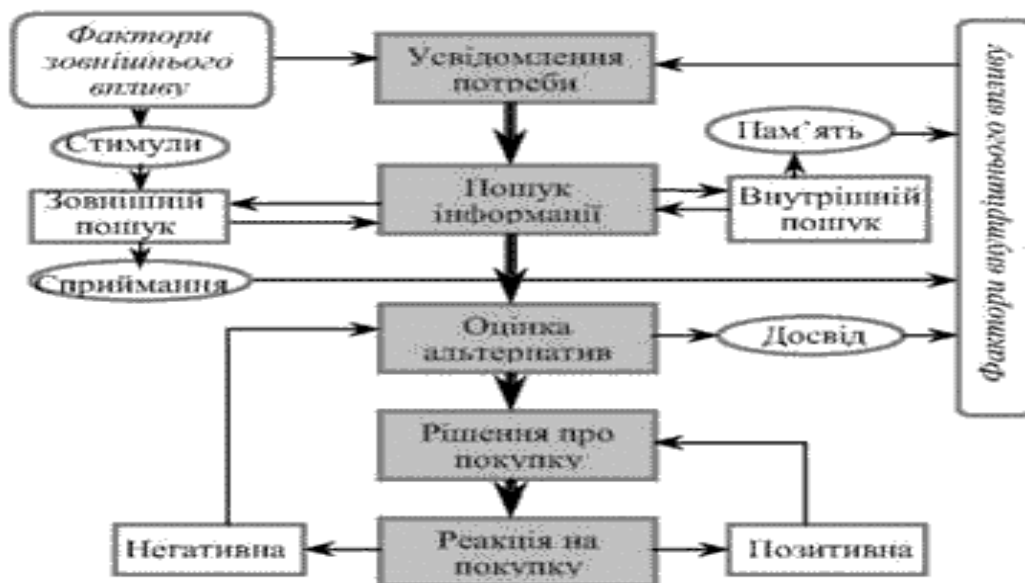 Фактори
зовнішнього
впливу
Усвідомлення
потреби
Стимули
Пам’ять
Зовнішній
пошук
Пошук
інформації
Внутрішній
пошук
Сприймання
Фактори внутрішнього впливу
Оцінка
альтернатив
Досвід
Рішення про
покупку
Негативна
Реакція на
покупку
Позитивна